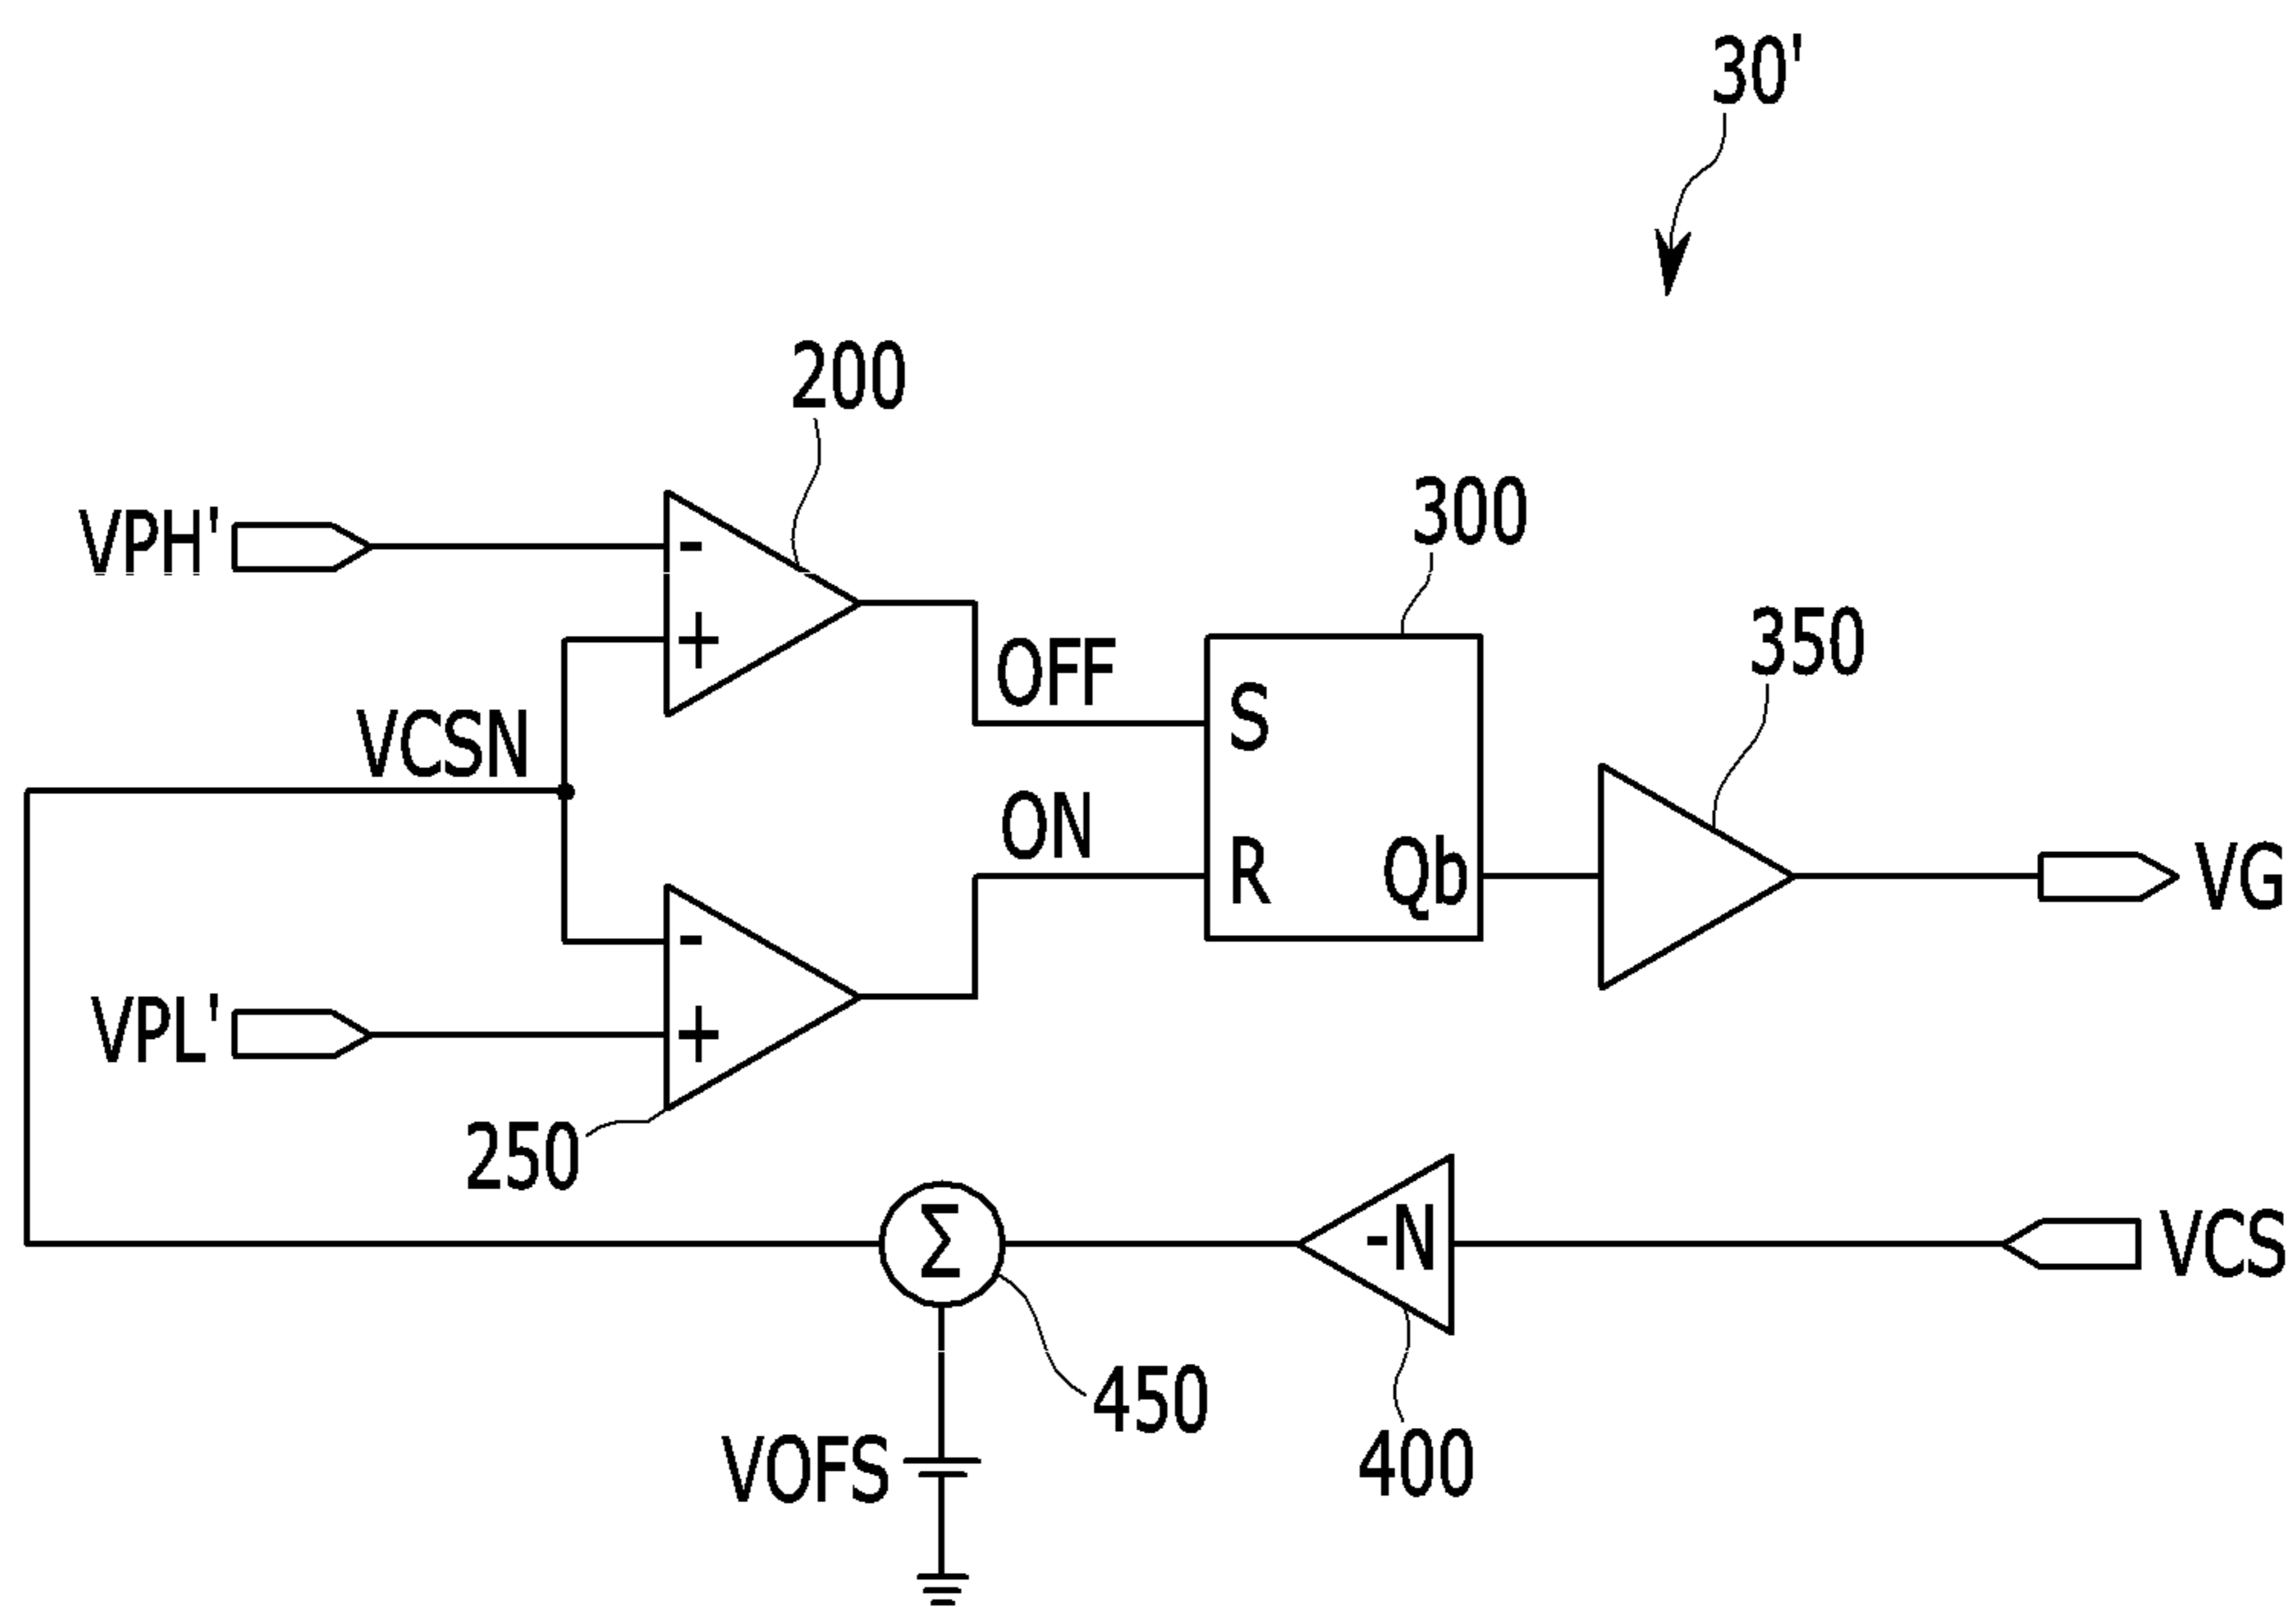 30'
200
VPH'
-
+
300
OFF
S
350
VCSN
ON
R
Qb
VG
-
+
VPL'
250
Σ
-N
VCS
450
400
VOFS